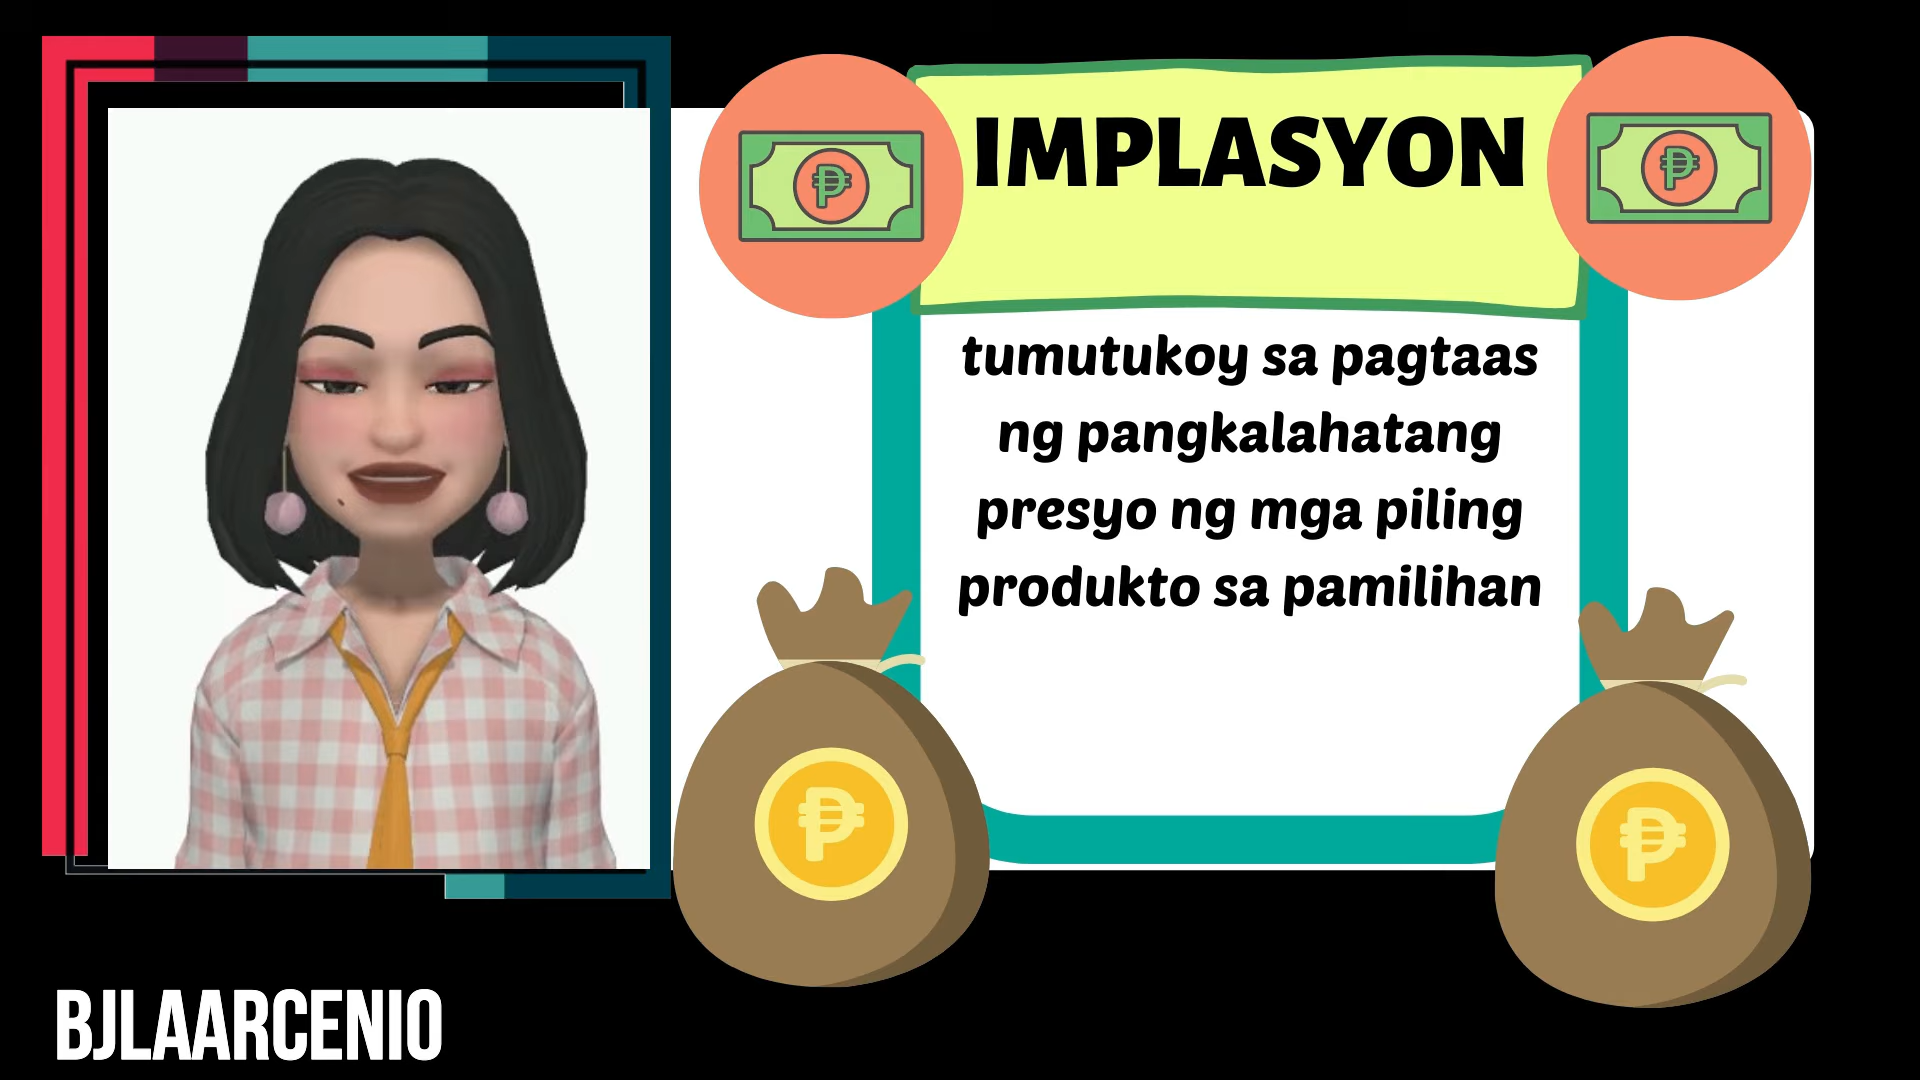 IMPLASYON
tumutukoy sa pagtaas
ng pangkalahatang
presyo ng mga piling
produkto sa pamilihan
BJLAARCENIO